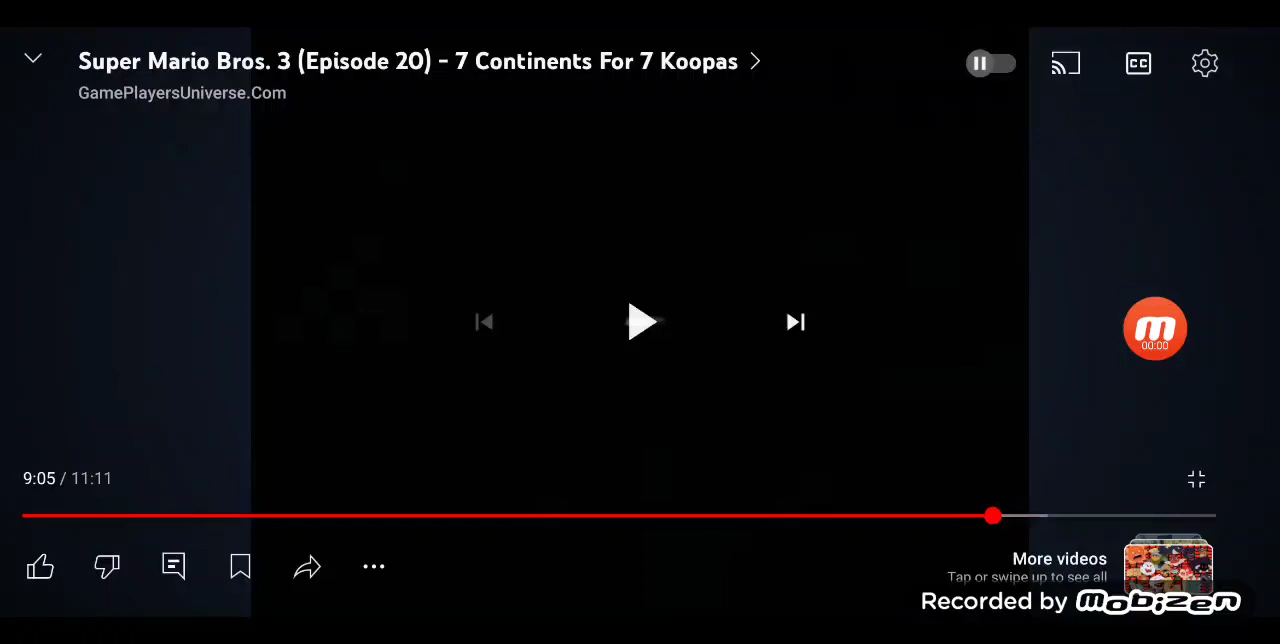 Super Mario Bros. 3 (Episode 20) - 7 Continents For 7 Koopas
GamePlayersUniverse.Com
CC
m
00:00
9:05 / 11:11
More videos
Tap or swipe up to see all
Recorded by mobizen